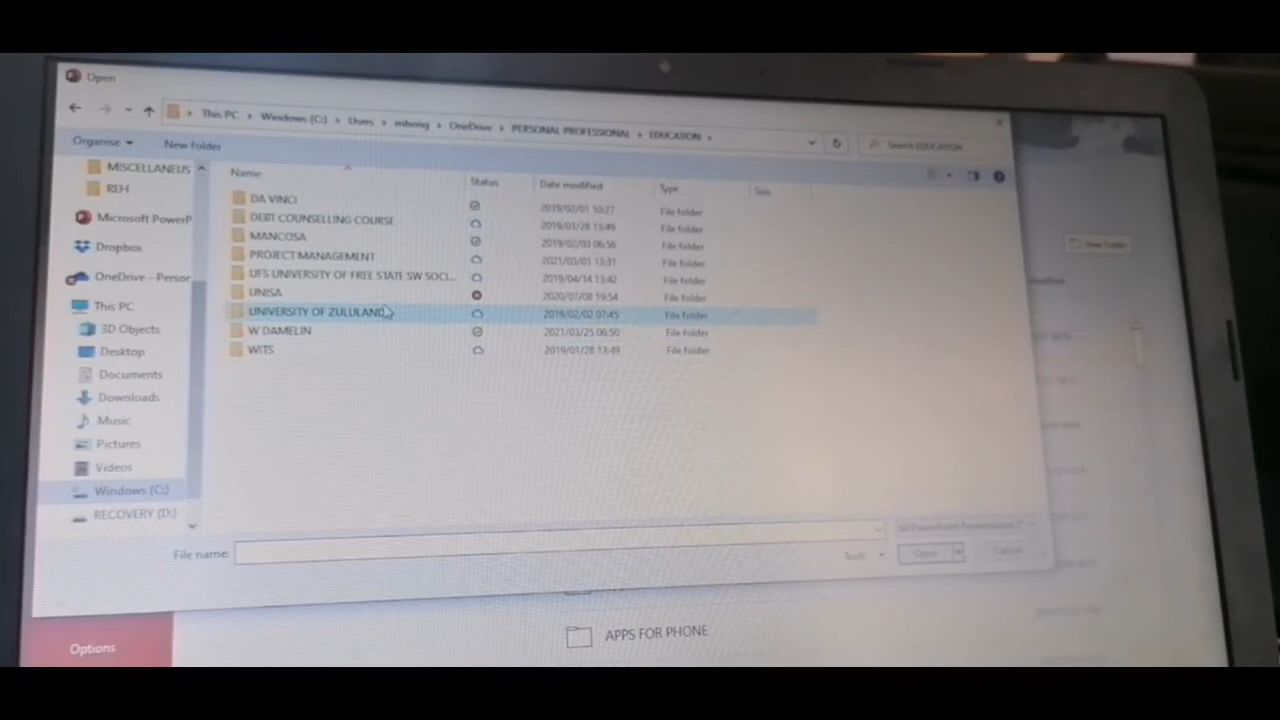 Open
This PC > Windows (C:) > Users > mbong > OneDrive > PERSONAL PROFESSIONAL > EDUCATION >
Search EDUCATION
Organise
New folder
Name
Status
Date modified
Type
Size
MISCELLANEUS
REH
Microsoft PowerP
Dropbox
OneDrive - Person
This PC
3D Objects
Desktop
Documents
Downloads
Music
Pictures
Videos
Windows (C:)
RECOVERY (D:)
DA VINCI 2019/02/01 10:27 File folder
DEBT COUNSELLING COURSE 2019/01/28 13:49 File folder
MANCOSA 2019/02/03 06:56 File folder
PROJECT MANAGEMENT 2021/03/01 13:31 File folder
UFS UNIVERSITY OF FREE STATE SW SOCI... 2019/04/14 13:42 File folder
UNISA 2020/07/08 19:54 File folder
UNIVERSITY OF ZULULAND 2019/02/02 07:45 File folder
W DAMELIN 2021/03/25 06:50 File folder
WITS 2019/01/28 13:49 File folder
New Folder
File name:
Tools
Open
Cancel
Options
APPS FOR PHONE